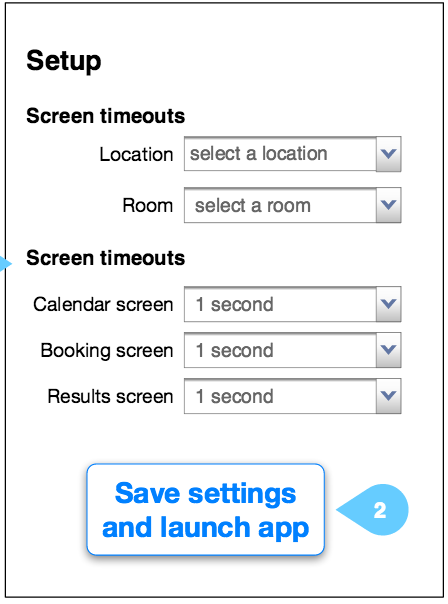 Setup
Screen timeouts
Location select a location
Room select a room
Screen timeouts
Calendar screen 1 second
Booking screen 1 second
Results screen 1 second
Save settings
and launch app
2